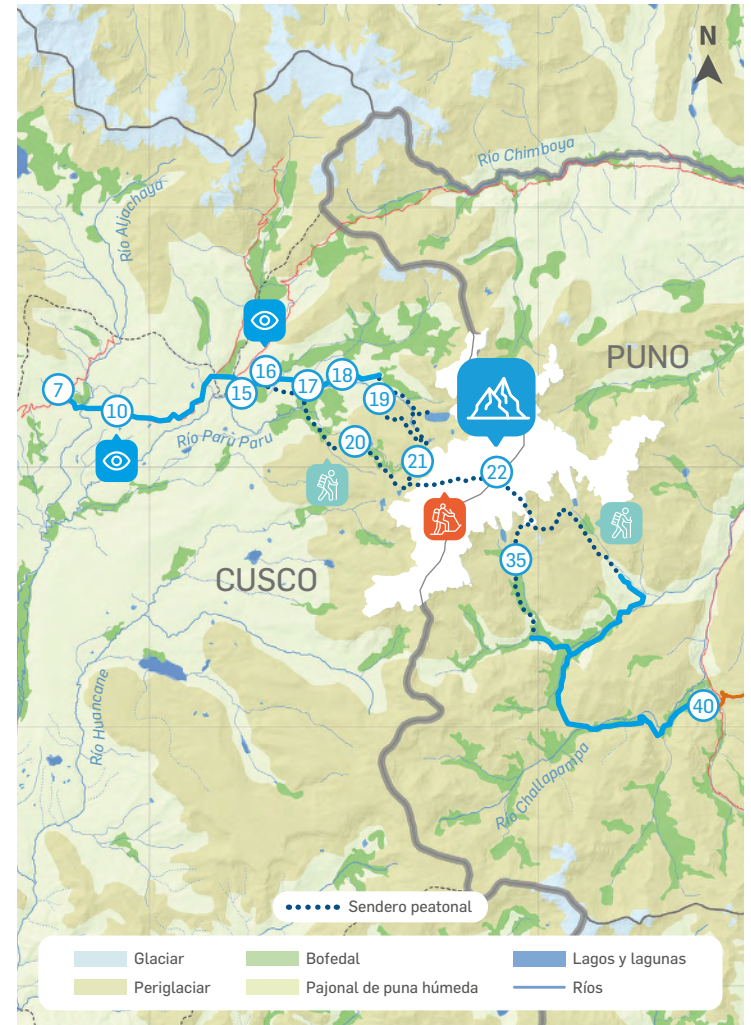 N
Río Chimboya
Río Aljachaya
PUNO
16
7
18
15
17
10
19
Río Paru Paru
20
21
22
35
CUSCO
Río Huancane
40
Río Challapampa
Sendero peatonal
Glaciar
Bofedal
Lagos y lagunas
Periglaciar
Pajonal de puna húmeda
Ríos